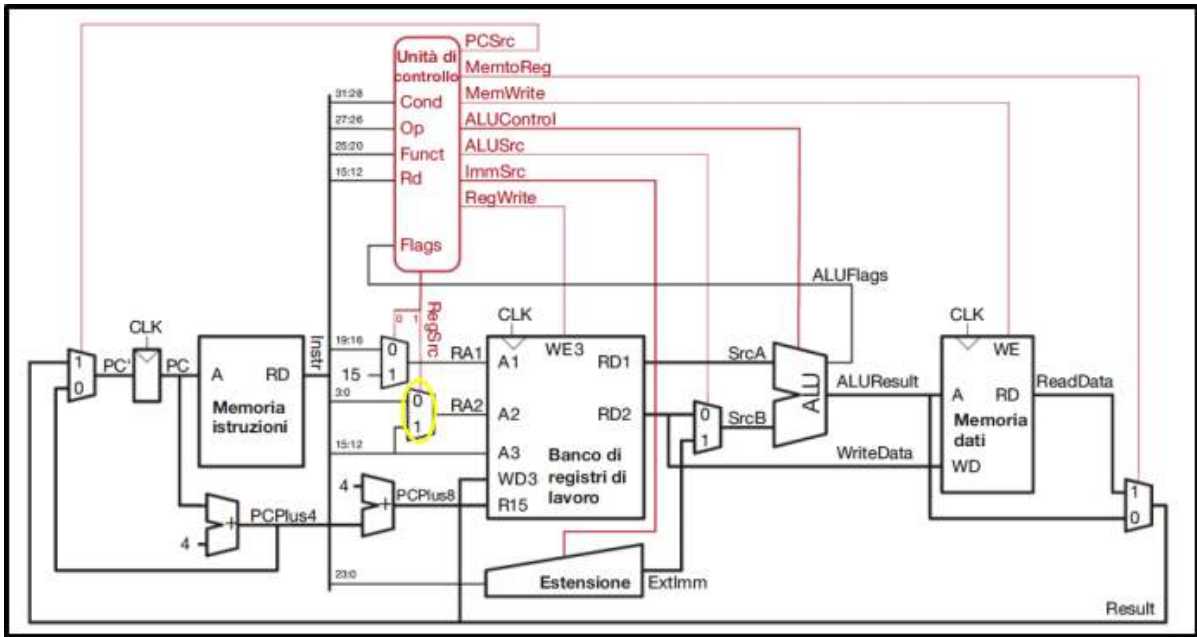 PCSrc
Unità di
controllo
MemtoReg
31:28
Cond
MemWrite
27:26
Op
ALUControl
25:20
Funct
ALUSrc
15:12
Rd
ImmSrc
RegWrite
Flags
ALUFlags
RegSrc
0 1
CLK
CLK
CLK
Instr
19:16
0
RA1
A1
WE3
RD1
SrcA
WE
1
PC'
PC
A
RD
15
1
ALU
ALUResult
A
RD
ReadData
0
Memoria
istruzioni
3:0
0
RA2
A2
RD2
0
SrcB
Memoria
dati
1
1
15:12
A3
Banco di
registri di
lavoro
WriteData
WD
4
WD3
PCPlus8
R15
+
1
0
+
PCPlus4
4
23:0
Estensione
ExtImm
Result